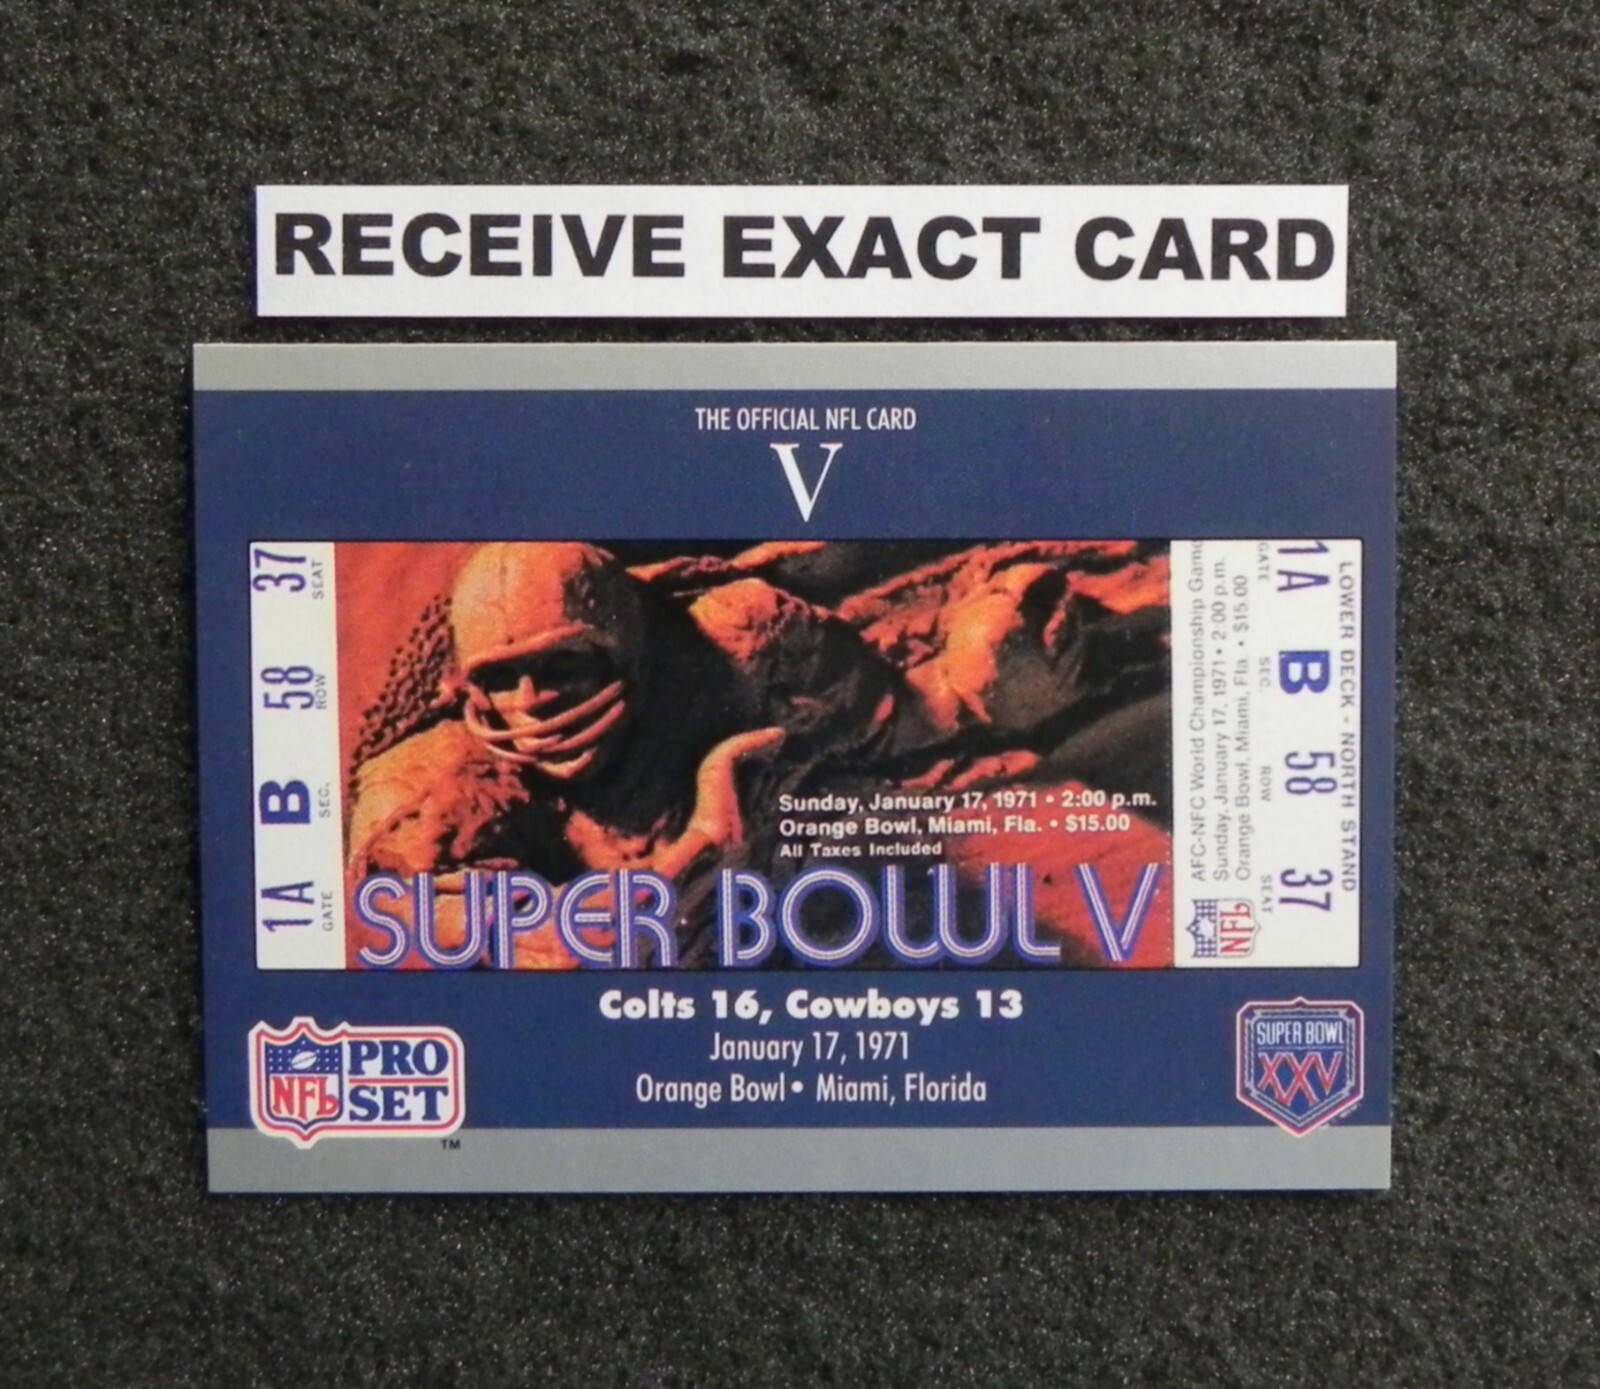 RECEIVE EXACT CARD
THE OFFICIAL NFL CARD
V
1A B 58 37
GATE SEC. ROW SEAT
Sunday, January 17, 1971 • 2:00 p.m.
Orange Bowl, Miami, Fla. • $15.00
All Taxes Included
SUPER BOWL V
AFC-NFC World Championship Game
Sunday, January 17, 1971 • 2:00 p.m.
Orange Bowl, Miami, Fla. • $15.00
NFL
GATE SEC. ROW SEAT
1A B 58 37
LOWER DECK - NORTH STAND
Colts 16, Cowboys 13
January 17, 1971
Orange Bowl • Miami, Florida
NFL PRO SET
TM
SUPER BOWL
XXV